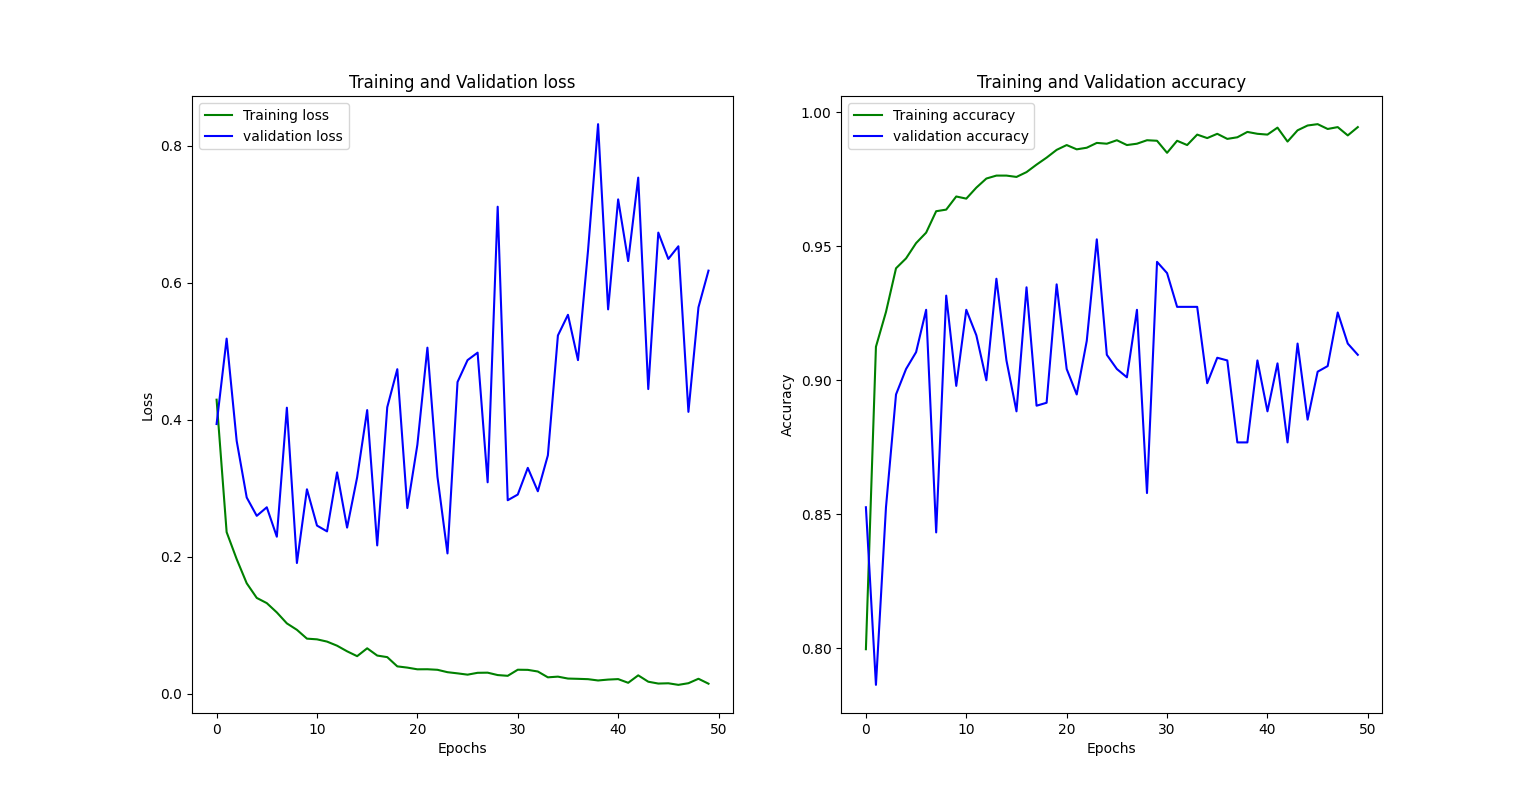 Training and Validation loss
Training loss
validation loss
0.8
0.6
0.4
0.2
0.0
Loss
0 10 20 30 40 50
Epochs
Training and Validation accuracy
Training accuracy
validation accuracy
1.00
0.95
0.90
0.85
0.80
Accuracy
0 10 20 30 40 50
Epochs